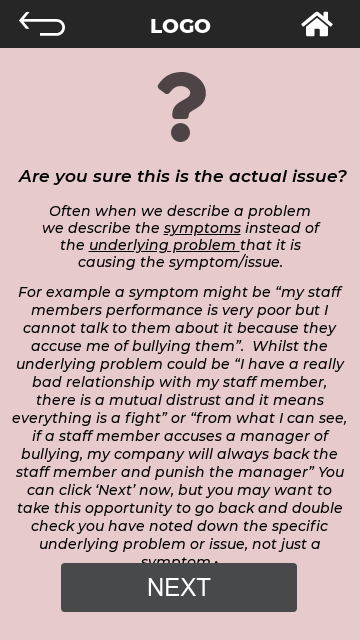 LOGO
?
Are you sure this is the actual issue?
Often when we describe a problem
we describe the symptoms instead of
the underlying problem that it is
causing the symptom/issue.
For example a symptom might be “my staff
members performance is very poor but I
cannot talk to them about it because they
accuse me of bullying them”.  Whilst the
underlying problem could be “I have a really
bad relationship with my staff member,
there is a mutual distrust and it means
everything is a fight” or “from what I can see,
if a staff member accuses a manager of
bullying, my company will always back the
staff member and punish the manager” You
can click ‘Next’ now, but you may want to
take this opportunity to go back and double
check you have noted down the specific
underlying problem or issue, not just a
symptom.
NEXT